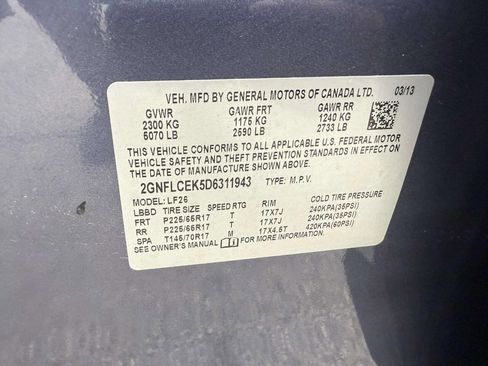 VEH. MFD BY GENERAL MOTORS OF CANADA LTD. 03/13
GVWR GAWR FRT GAWR RR
2300 KG 1175 KG 1240 KG
5070 LB 2590 LB 2733 LB
THIS VEHICLE CONFORMS TO ALL APPLICABLE U.S. FEDERAL MOTOR
VEHICLE SAFETY AND THEFT PREVENTION STANDARDS IN EFFECT ON
THE DATE OF MANUFACTURE SHOWN ABOVE.
2GNFLCEK5D6311943 TYPE: M.P.V.
MODEL: LF26
LBBD TIRE SIZE SPEED RTG RIM COLD TIRE PRESSURE
FRT P225/65R17 T 17X7J 240KPA(35PSI)
RR P225/65R17 T 17X7J 240KPA(35PSI)
SPA T145/70R17 M 17X4.5T 420KPA(60PSI)
SEE OWNER'S MANUAL FOR MORE INFORMATION.